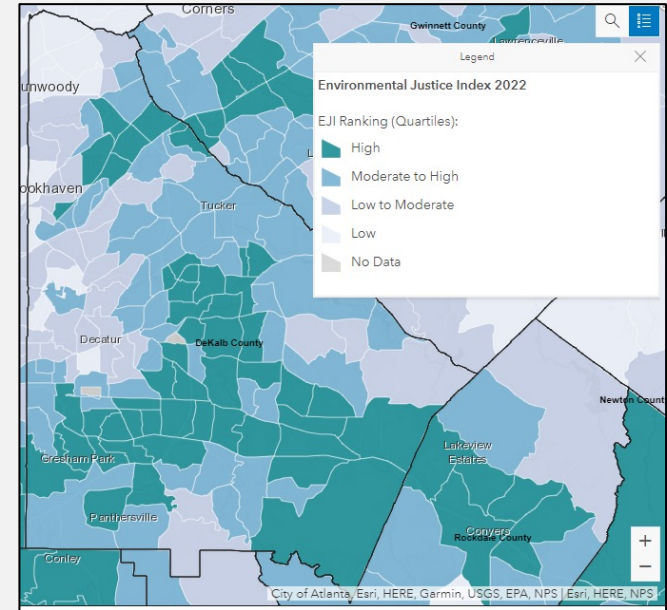 Corners
Gwinnett County
Lawrenceville
Legend
Environmental Justice Index 2022
EJI Ranking (Quartiles):
High
Moderate to High
Low to Moderate
Low
No Data
unwoody
ookhaven
L
Tucker
Decatur
DeKalb County
Newton County
Lakeview
Estates
Gresham Park
Panthersville
Conyers
Rockdale County
Conley
+
−
City of Atlanta, Esri, HERE, Garmin, USGS, EPA, NPS | Esri, HERE, NPS